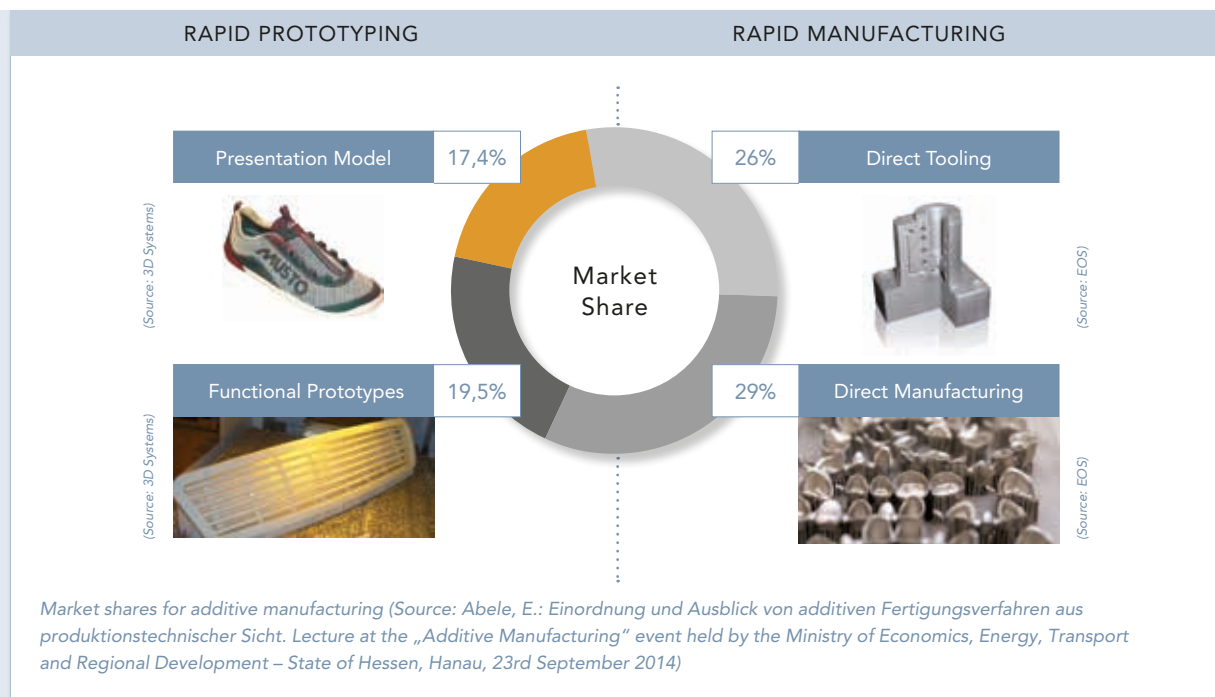 RAPID PROTOTYPING
RAPID MANUFACTURING
Presentation Model
17,4%
26%
Direct Tooling
(Source: 3D Systems)
MUSTO
Market
Share
(Source: EOS)
Functional Prototypes
19,5%
29%
Direct Manufacturing
(Source: 3D Systems)
(Source: EOS)
Market shares for additive manufacturing (Source: Abele, E.: Einordnung und Ausblick von additiven Fertigungsverfahren aus
produktionstechnischer Sicht. Lecture at the „Additive Manufacturing“ event held by the Ministry of Economics, Energy, Transport
and Regional Development – State of Hessen, Hanau, 23rd September 2014)